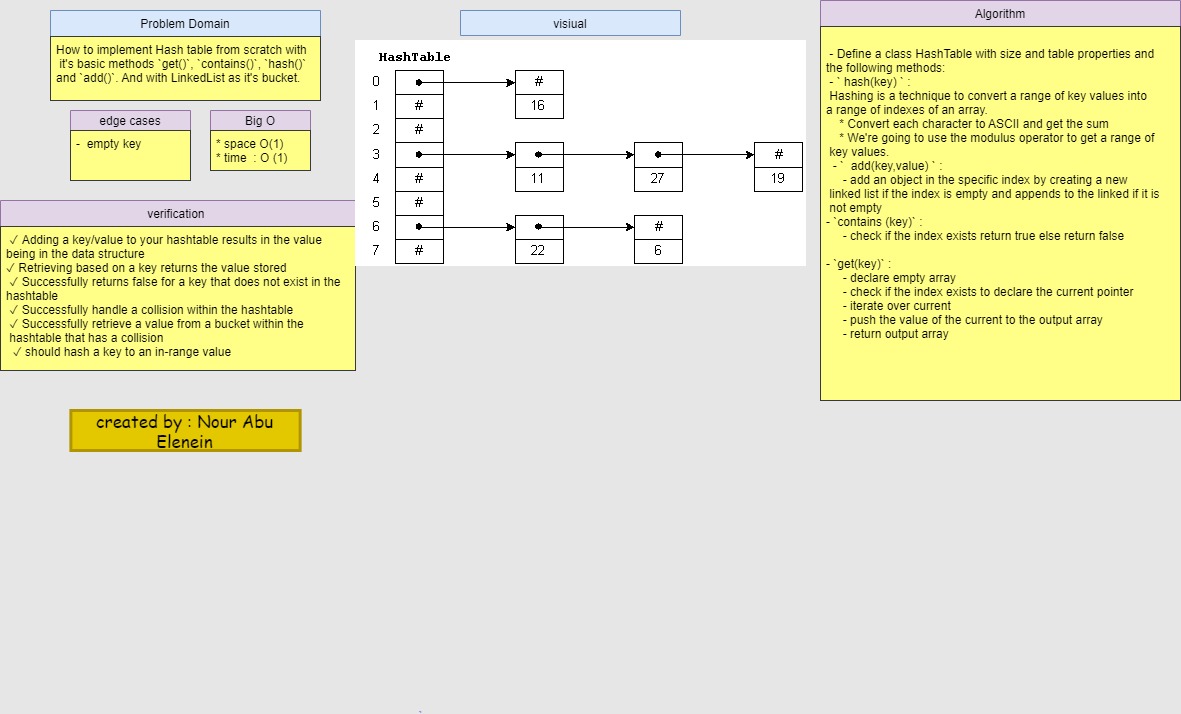 Problem Domain
How to implement Hash table from scratch with
it's basic methods `get()`, `contains()`, `hash()`
and `add()`. And with LinkedList as it's bucket.
edge cases
- empty key
Big O
* space O(1)
* time : O (1)
verification
✓ Adding a key/value to your hashtable results in the value
being in the data structure
✓ Retrieving based on a key returns the value stored
✓ Successfully returns false for a key that does not exist in the
hashtable
✓ Successfully handle a collision within the hashtable
✓ Successfully retrieve a value from a bucket within the
hashtable that has a collision
✓ should hash a key to an in-range value
created by : Nour Abu
Elenein
visiual
HashTable
0 #
1 # 16
2 #
3 #
4 # 11 27 19
5 #
6 #
7 # 22 6
Algorithm
- Define a class HashTable with size and table properties and
the following methods:
- ` hash(key) ` :
Hashing is a technique to convert a range of key values into
a range of indexes of an array.
* Convert each character to ASCII and get the sum
* We're going to use the modulus operator to get a range of
key values.
- ` add(key,value) ` :
- add an object in the specific index by creating a new
linked list if the index is empty and appends to the linked if it is
not empty
- `contains (key)` :
- check if the index exists return true else return false
- `get(key)` :
- declare empty array
- check if the index exists to declare the current pointer
- iterate over current
- push the value of the current to the output array
- return output array